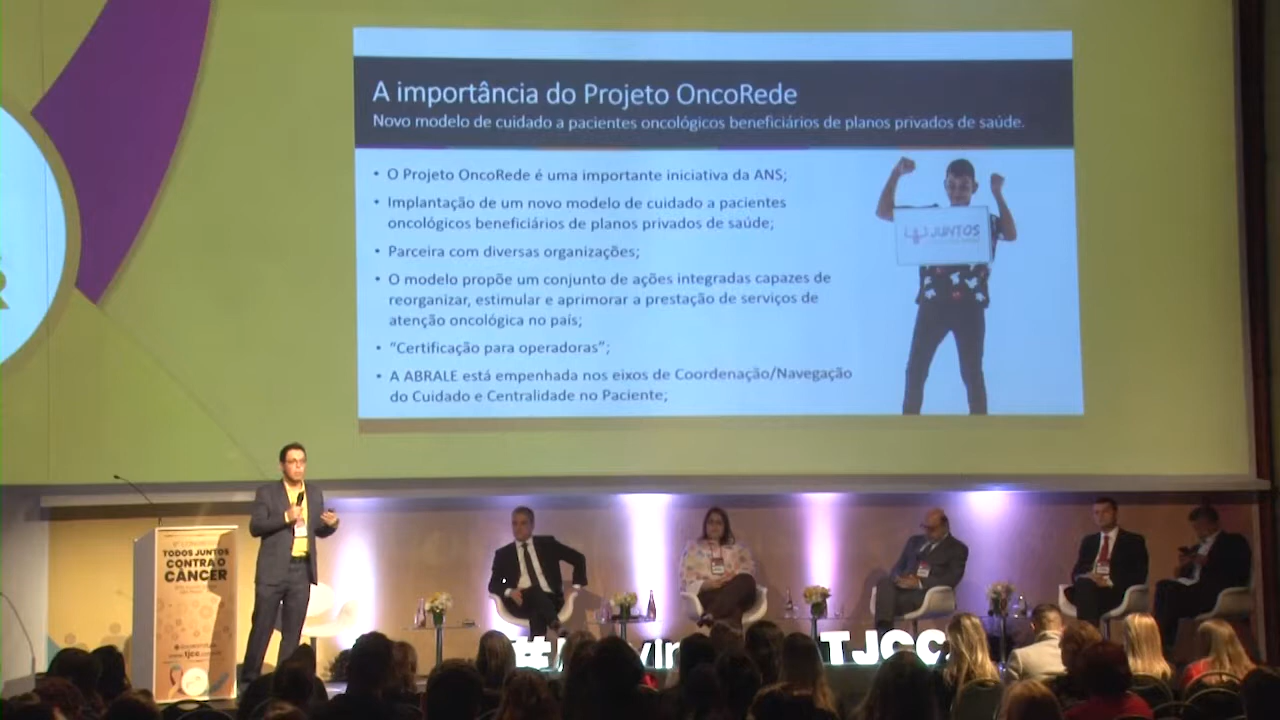 A importância do Projeto OncoRede
Novo modelo de cuidado a pacientes oncológicos beneficiários de planos privados de saúde.
• O Projeto OncoRede é uma importante iniciativa da ANS;
• Implantação de um novo modelo de cuidado a pacientes
oncológicos beneficiários de planos privados de saúde;
• Parceira com diversas organizações;
• O modelo propõe um conjunto de ações integradas capazes de
reorganizar, estimular e aprimorar a prestação de serviços de
atenção oncológica no país;
• “Certificação para operadoras”;
• A ABRALE está empenhada nos eixos de Coordenação/Navegação
do Cuidado e Centralidade no Paciente;
JUNTOS
TODOS JUNTOS
CONTRA O
CÂNCER
TJCC